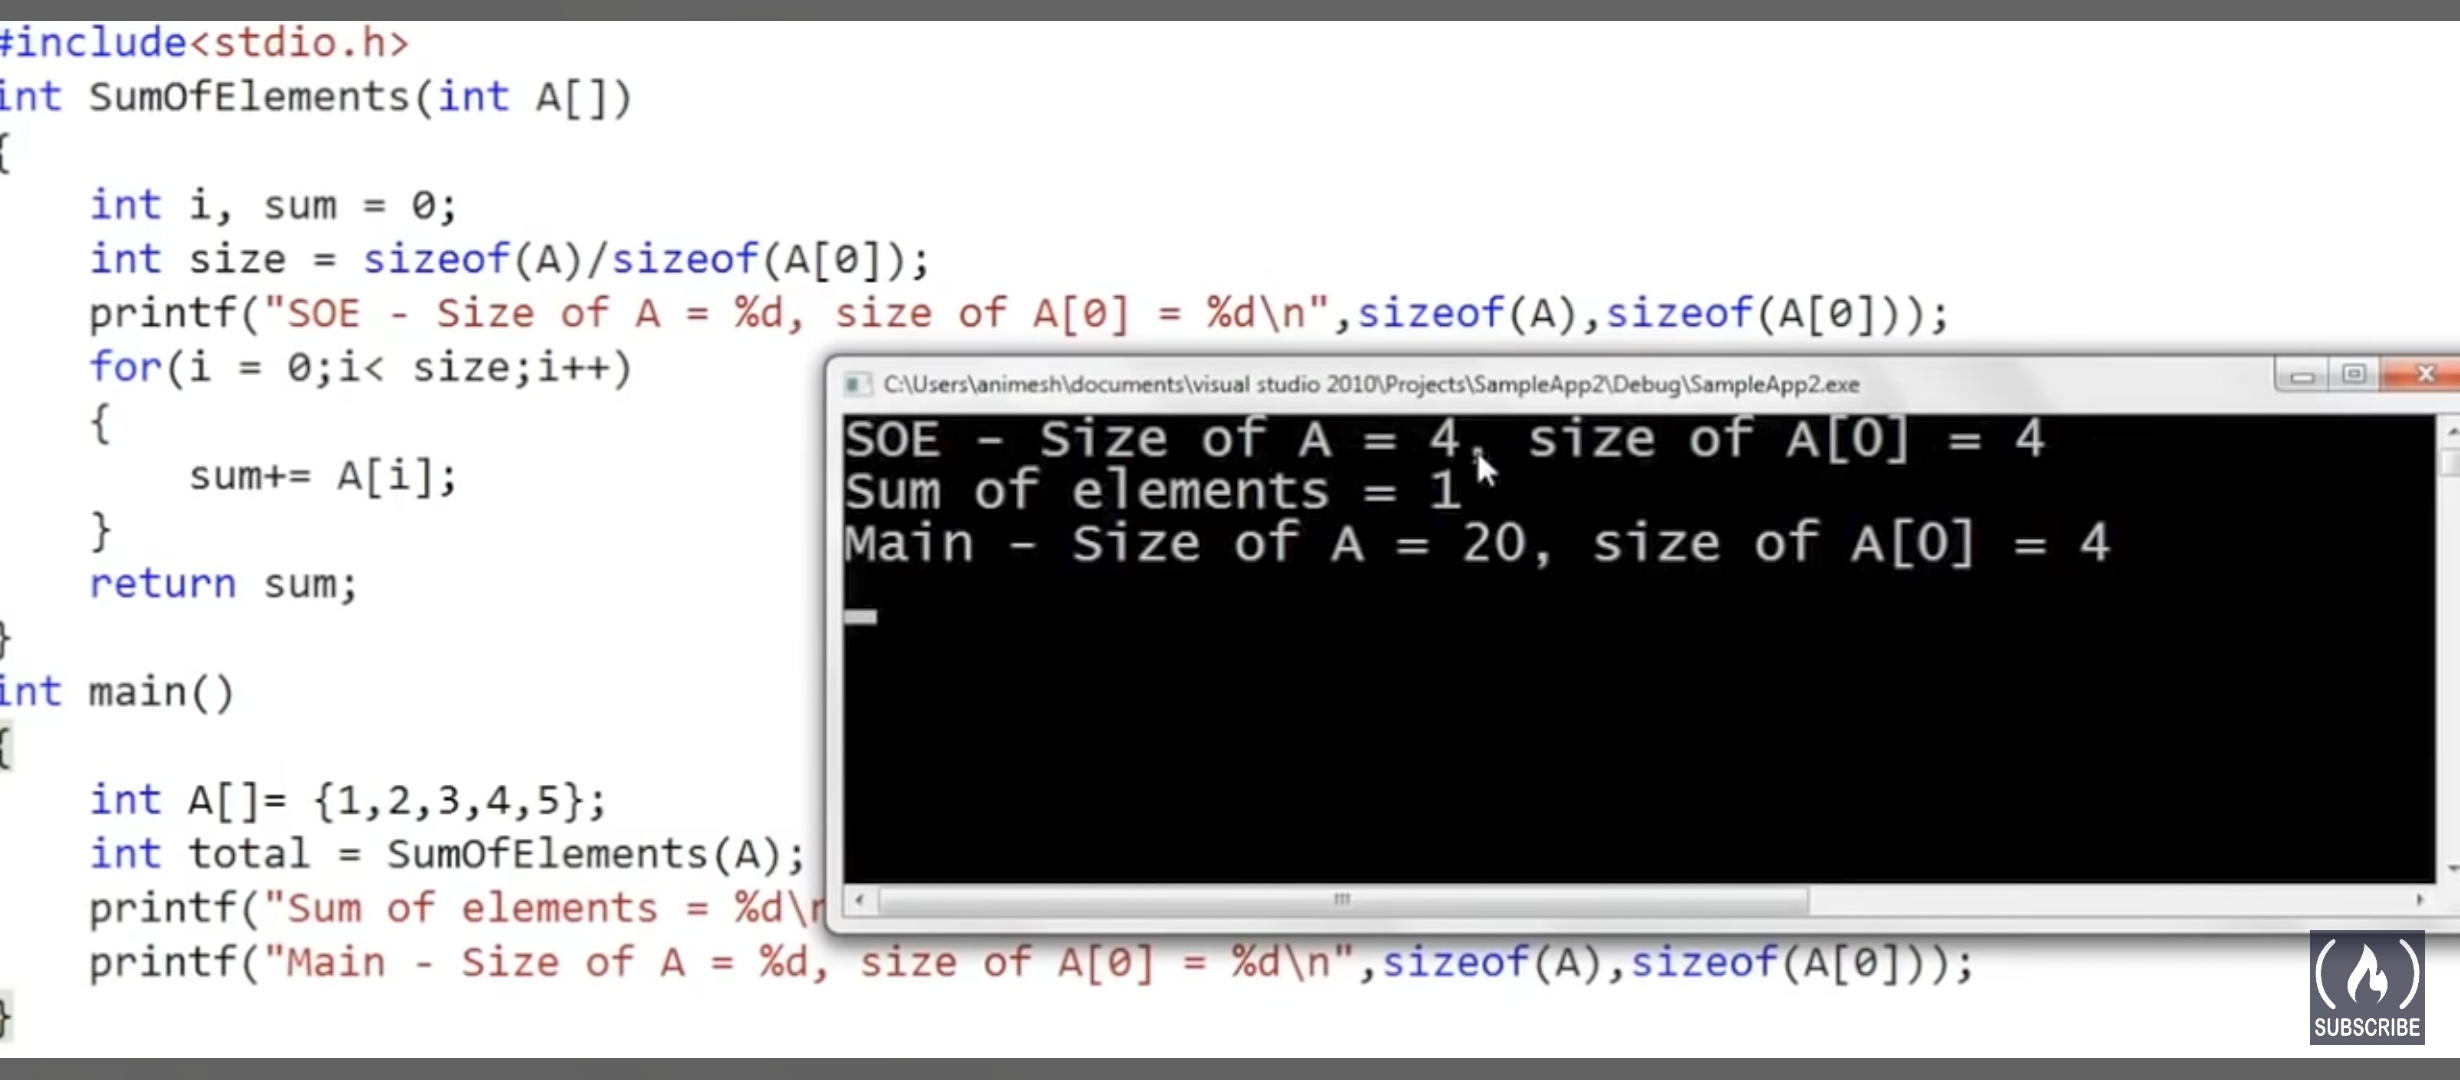 #include<stdio.h>
int SumOfElements(int A[])
{
int i, sum = 0;
int size = sizeof(A)/sizeof(A[0]);
printf("SOE - Size of A = %d, size of A[0] = %d\n",sizeof(A),sizeof(A[0]));
for(i = 0;i< size;i++)
{
sum+= A[i];
}
return sum;
}
int main()
{
int A[]= {1,2,3,4,5};
int total = SumOfElements(A);
printf("Sum of elements = %d\n
printf("Main - Size of A = %d, size of A[0] = %d\n",sizeof(A),sizeof(A[0]));
}
C:\Users\animesh\documents\visual studio 2010\Projects\SampleApp2\Debug\SampleApp2.exe
SOE - Size of A = 4, size of A[0] = 4
Sum of elements = 1
Main - Size of A = 20, size of A[0] = 4
SUBSCRIBE